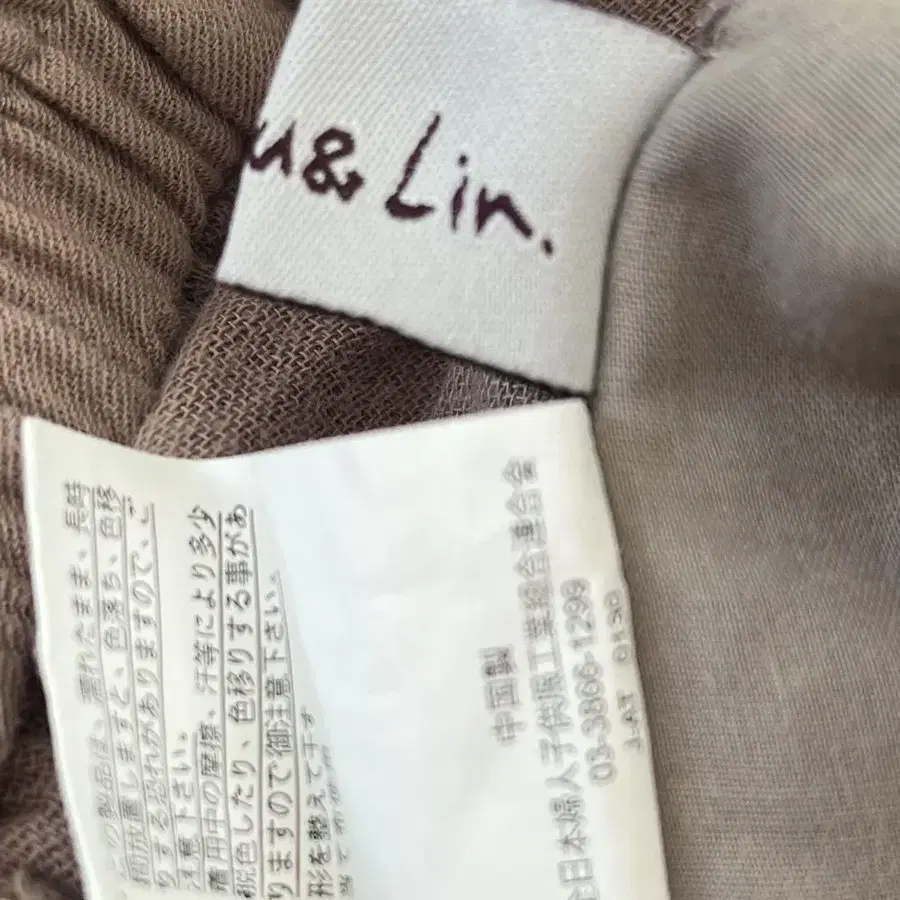 u& Lin.
この製品は、濡れたまま、長時
間放置しますと、色落ち、色移
りする恐れがありますので、ご
注意下さい。
着用中の摩擦、汗等により多少
脱色したり、色移りする事があ
りますので御注意下さい。
形を整えて干す
中国製
全日本婦人子供服工業組合連合会
03-3866-1299
J-AT